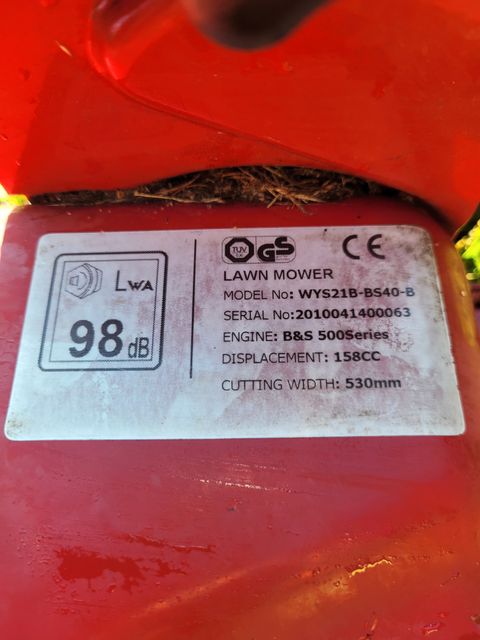 LWA
98 dB
TUV GS CE
LAWN MOWER
MODEL No: WYS21B-BS40-B
SERIAL No:2010041400063
ENGINE: B&S 500Series
DISPLACEMENT: 158CC
CUTTING WIDTH: 530mm